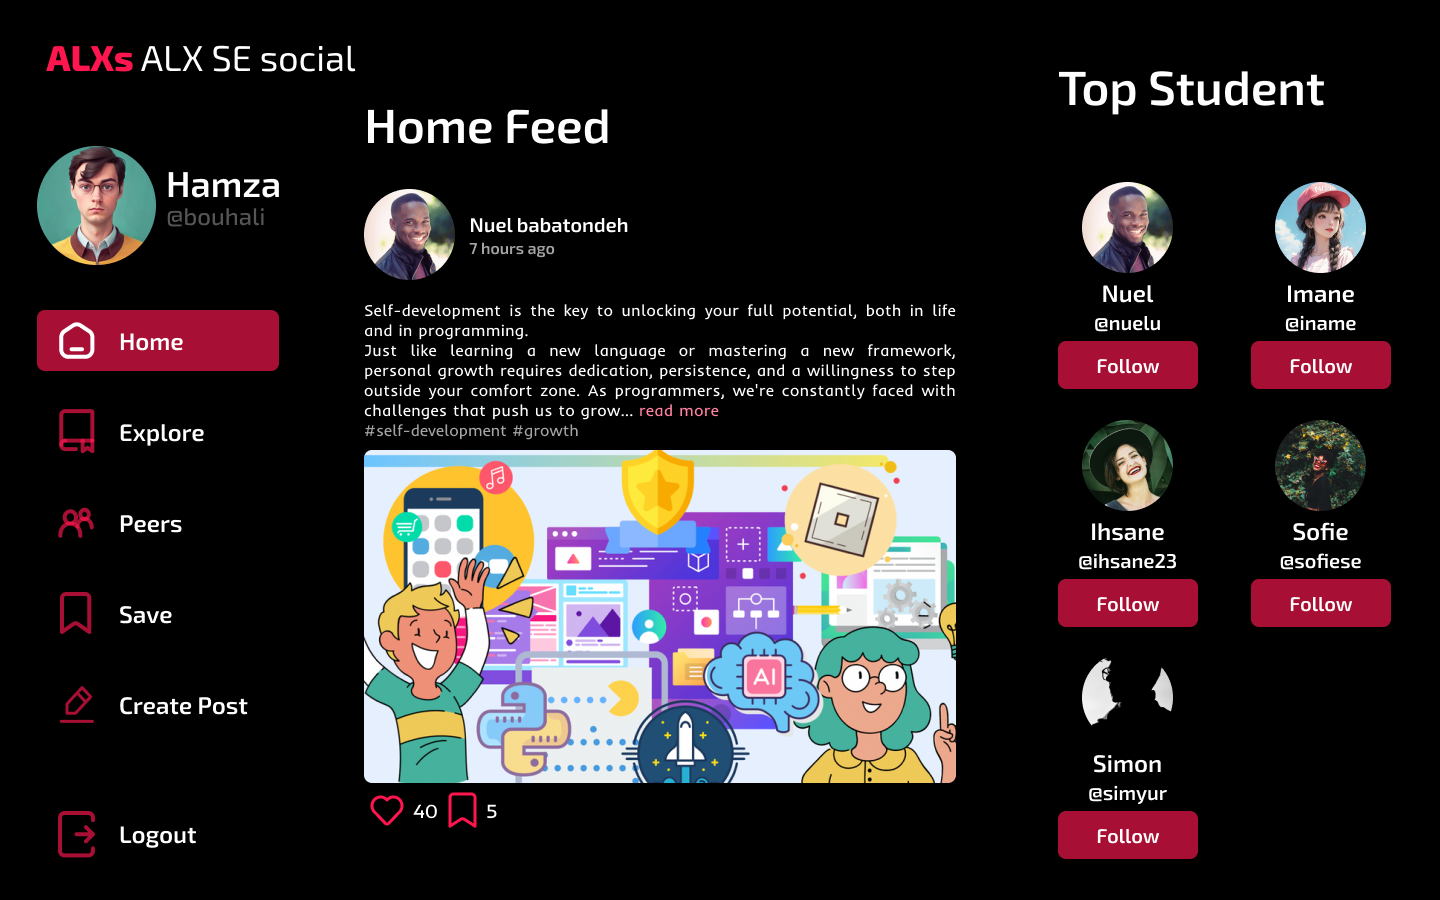 ALXs ALX SE social
Hamza
@bouhali
Home
Explore
Peers
Save
Create Post
Logout
Home Feed
Nuel babatondeh
7 hours ago
Self-development is the key to unlocking your full potential, both in life
and in programming.
Just like learning a new language or mastering a new framework,
personal growth requires dedication, persistence, and a willingness to step
outside your comfort zone. As programmers, we're constantly faced with
challenges that push us to grow... read more
#self-development #growth
AI
40 5
Top Student
Nuel
@nuelu
Follow
Imane
@iname
Follow
Ihsane
@ihsane23
Follow
Sofie
@sofiese
Follow
Simon
@simyur
Follow